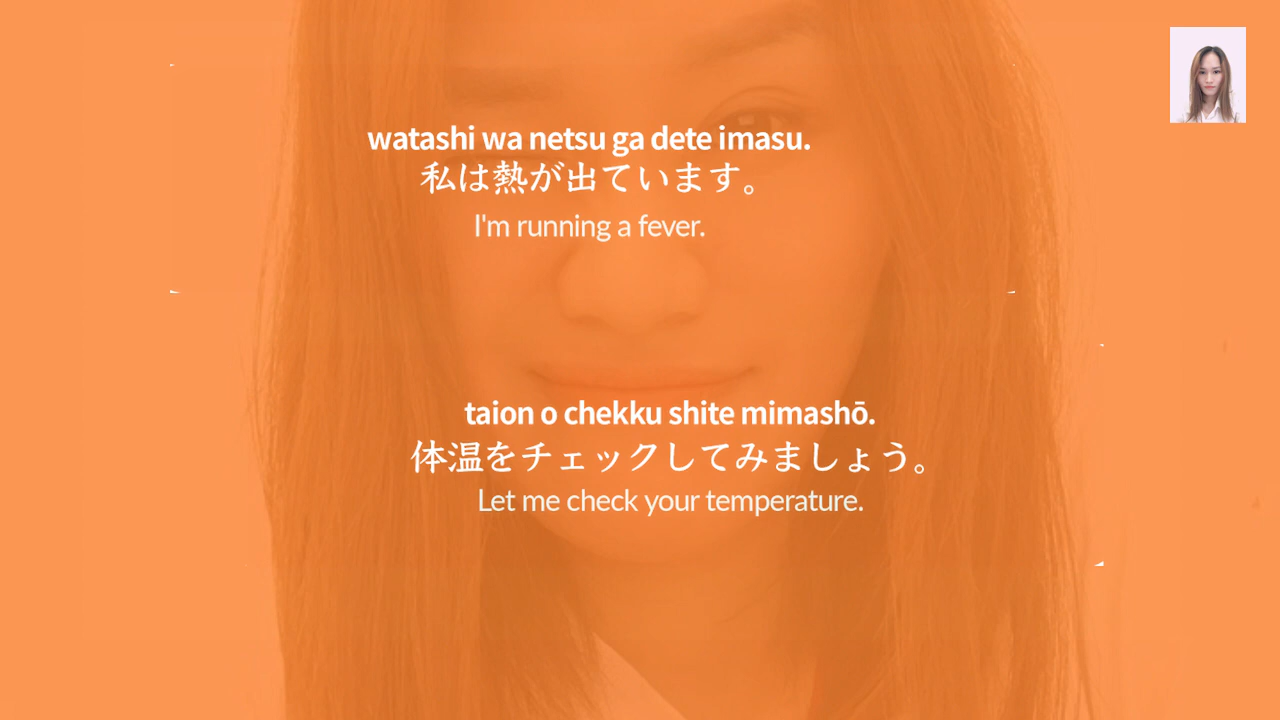 watashi wa netsu ga dete imasu.
私は熱が出ています。
I'm running a fever.
taion o chekku shite mimashō.
体温をチェックしてみましょう。
Let me check your temperature.